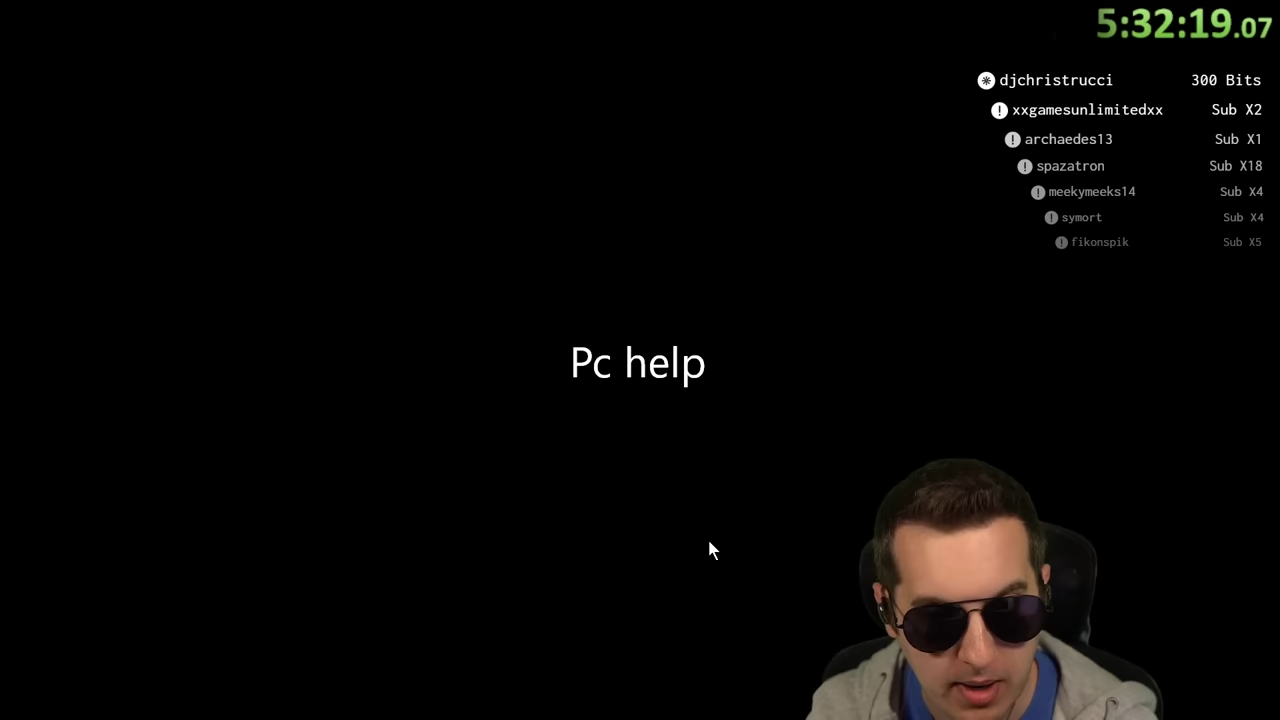 5:32:19.07
djchristrucci 300 Bits
xxgamesunlimitedxx Sub X2
archaedes13 Sub X1
spazatron Sub X18
meekymeeks14 Sub X4
symort Sub X4
fikonspik Sub X5
Pc help